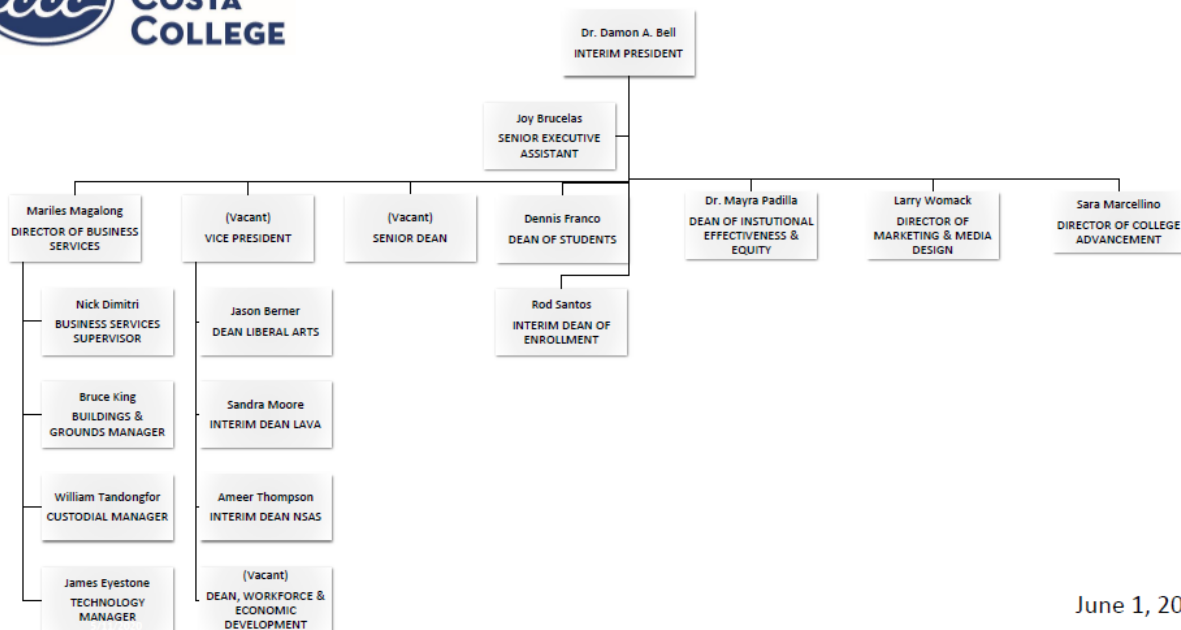 COSTA
COLLEGE
Dr. Damon A. Bell
INTERIM PRESIDENT
Joy Brucelas
SENIOR EXECUTIVE
ASSISTANT
Mariles Magalong
DIRECTOR OF BUSINESS
SERVICES
(Vacant)
VICE PRESIDENT
(Vacant)
SENIOR DEAN
Dennis Franco
DEAN OF STUDENTS
Dr. Mayra Padilla
DEAN OF INSTUTIONAL
EFFECTIVENESS &
EQUITY
Larry Womack
DIRECTOR OF
MARKETING & MEDIA
DESIGN
Sara Marcellino
DIRECTOR OF COLLEGE
ADVANCEMENT
Nick Dimitri
BUSINESS SERVICES
SUPERVISOR
Jason Berner
DEAN LIBERAL ARTS
Rod Santos
INTERIM DEAN OF
ENROLLMENT
Bruce King
BUILDINGS &
GROUNDS MANAGER
Sandra Moore
INTERIM DEAN LAVA
William Tandongfor
CUSTODIAL MANAGER
Ameer Thompson
INTERIM DEAN NSAS
James Eyestone
TECHNOLOGY
MANAGER
(Vacant)
DEAN, WORKFORCE &
ECONOMIC
DEVELOPMENT
June 1, 20